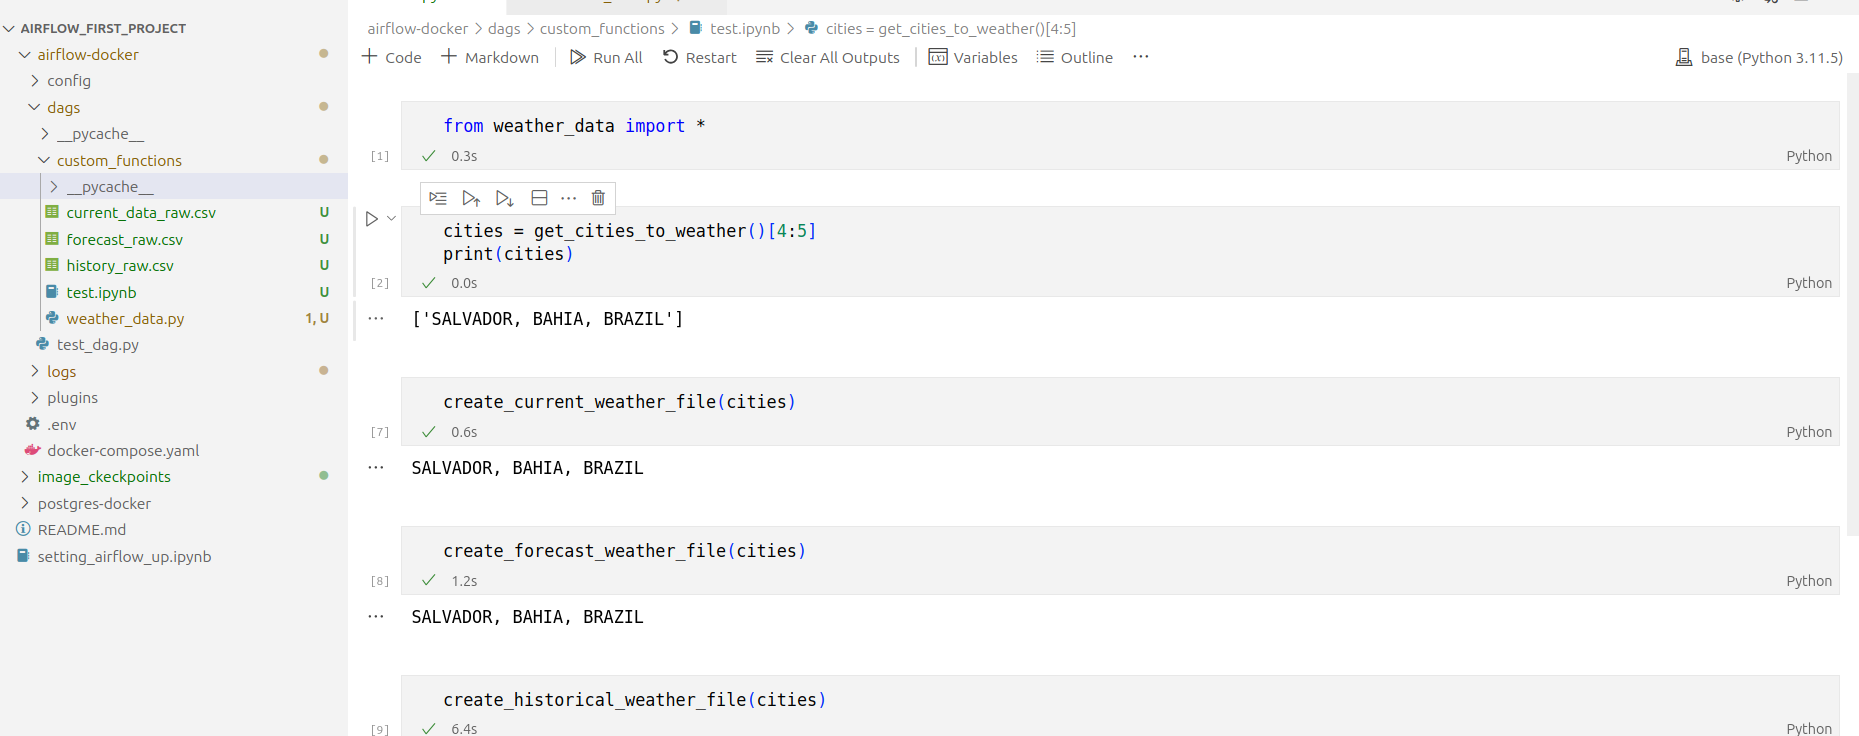 AIRFLOW_FIRST_PROJECT
airflow-docker
config
dags
__pycache__
custom_functions
__pycache__
current_data_raw.csv U
forecast_raw.csv U
history_raw.csv U
test.ipynb U
weather_data.py 1, U
test_dag.py
logs
plugins
.env
docker-compose.yaml
image_ckeckpoints
postgres-docker
README.md
setting_airflow_up.ipynb
airflow-docker > dags > custom_functions > test.ipynb > cities = get_cities_to_weather()[4:5]
+ Code + Markdown Run All Restart Clear All Outputs Variables Outline ... base (Python 3.11.5)
from weather_data import *
[1] 0.3s Python
cities = get_cities_to_weather()[4:5]
print(cities)
[2] 0.0s Python
['SALVADOR, BAHIA, BRAZIL']
create_current_weather_file(cities)
[7] 0.6s Python
SALVADOR, BAHIA, BRAZIL
create_forecast_weather_file(cities)
[8] 1.2s Python
SALVADOR, BAHIA, BRAZIL
create_historical_weather_file(cities)
[9] 6.4s Python